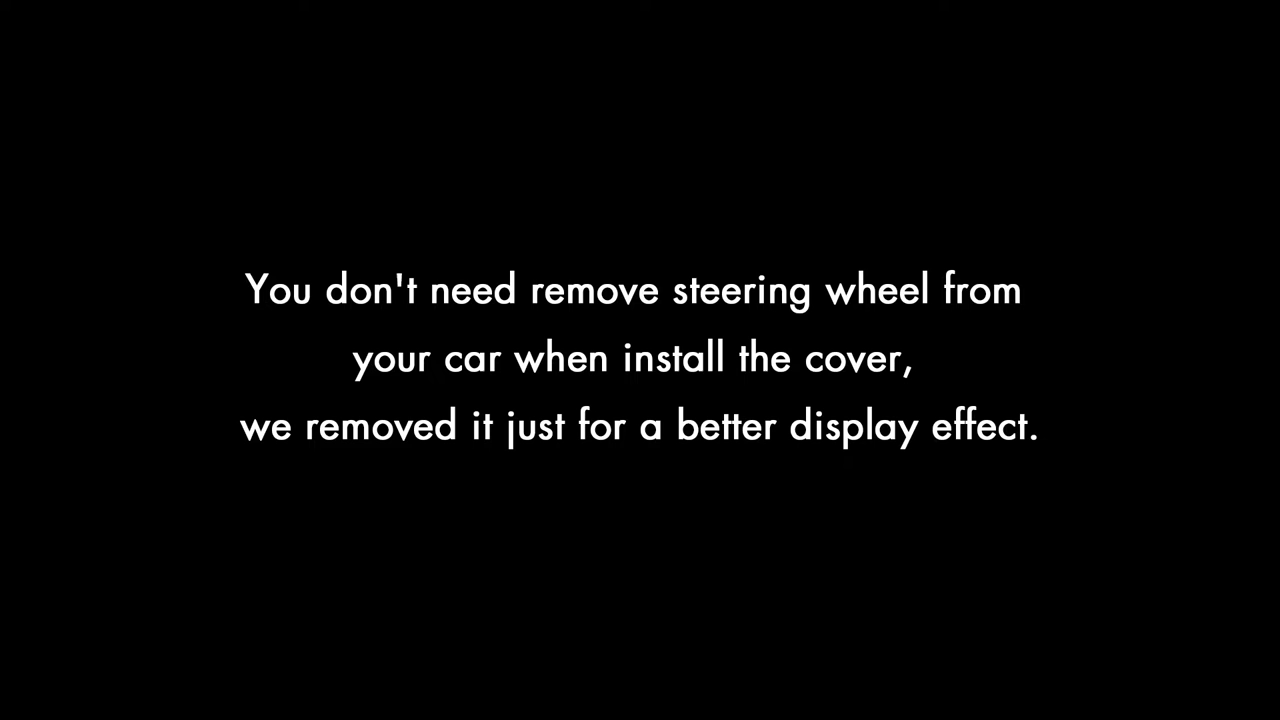 You don't need remove steering wheel from
your car when install the cover,
we removed it just for a better display effect.